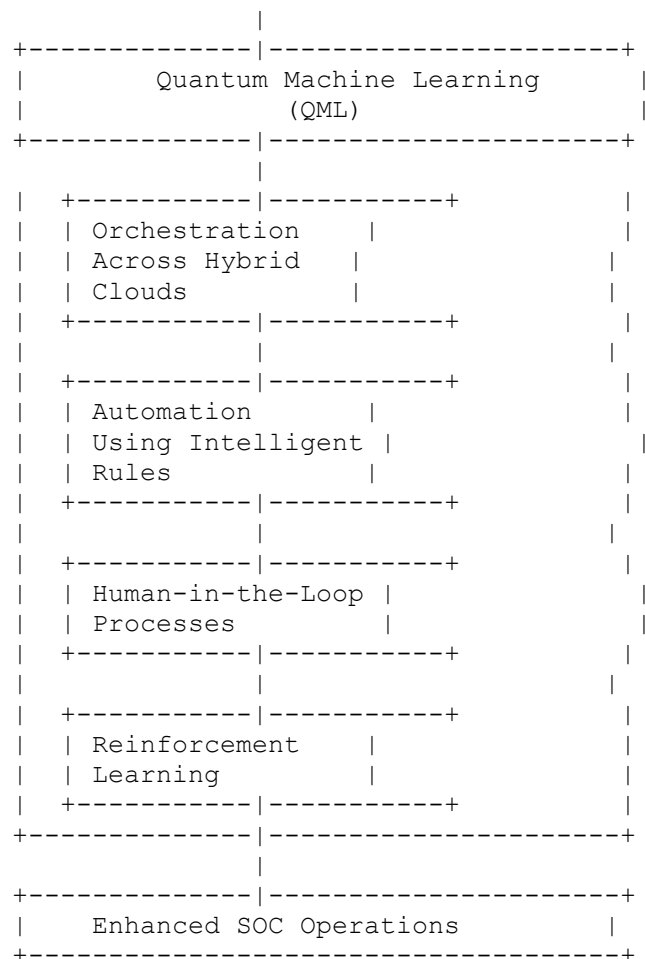 Quantum Machine Learning
(QML)
Orchestration
Across Hybrid
Clouds
Automation
Using Intelligent
Rules
Human-in-the-Loop
Processes
Reinforcement
Learning
Enhanced SOC Operations